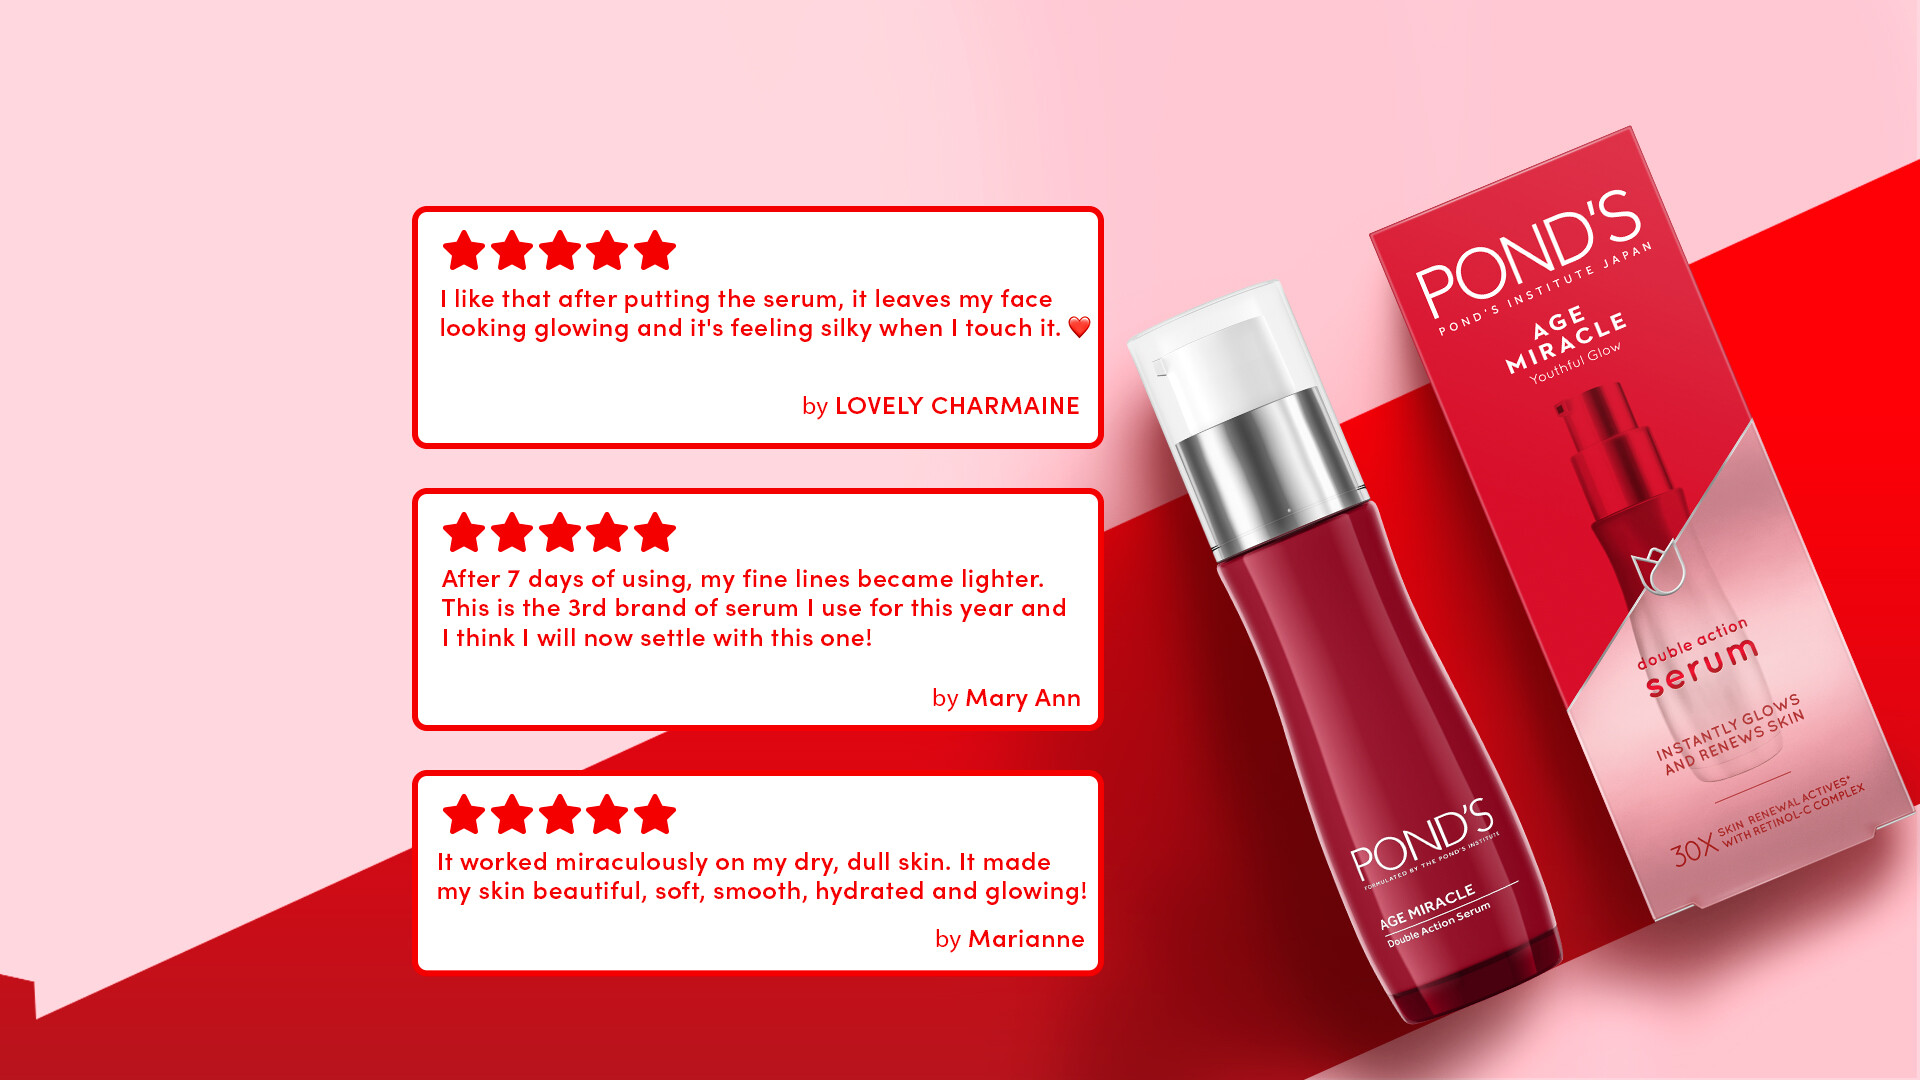 I like that after putting the serum, it leaves my face
looking glowing and it's feeling silky when I touch it. ❤️
by LOVELY CHARMAINE
After 7 days of using, my fine lines became lighter.
This is the 3rd brand of serum I use for this year and
I think I will now settle with this one!
by Mary Ann
It worked miraculously on my dry, dull skin. It made
my skin beautiful, soft, smooth, hydrated and glowing!
by Marianne
POND'S
FORMULATED BY THE POND'S INSTITUTE
AGE MIRACLE
Double Action Serum
POND'S
POND'S INSTITUTE JAPAN
AGE
MIRACLE
Youthful Glow
double action
serum
INSTANTLY GLOWS
AND RENEWS SKIN
30X SKIN RENEWAL ACTIVES*
WITH RETINOL-C COMPLEX